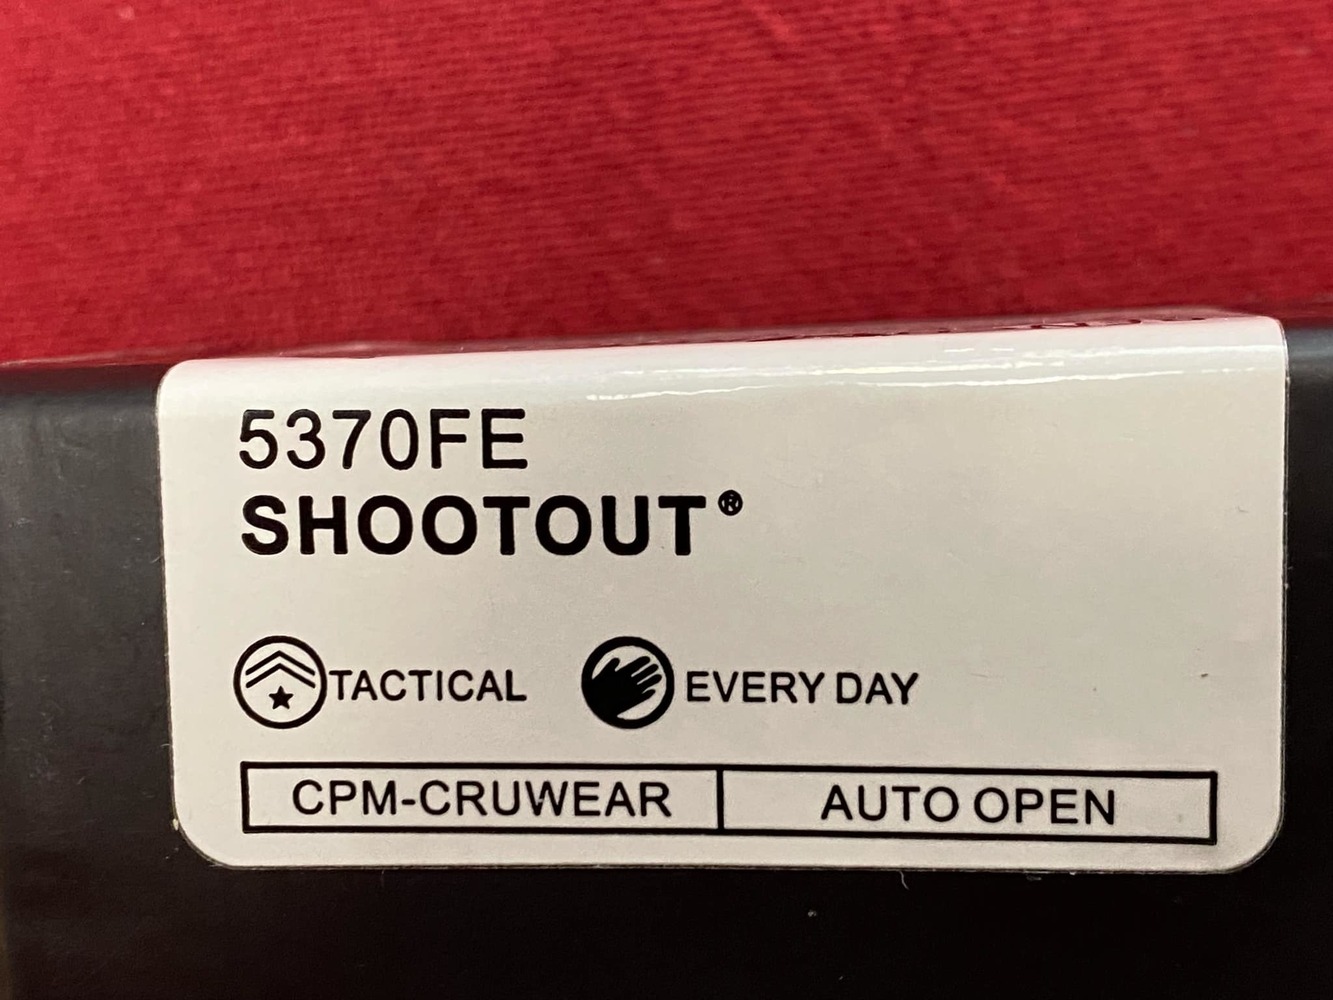 5370FE
SHOOTOUT®
TACTICAL EVERY DAY
CPM-CRUWEAR AUTO OPEN